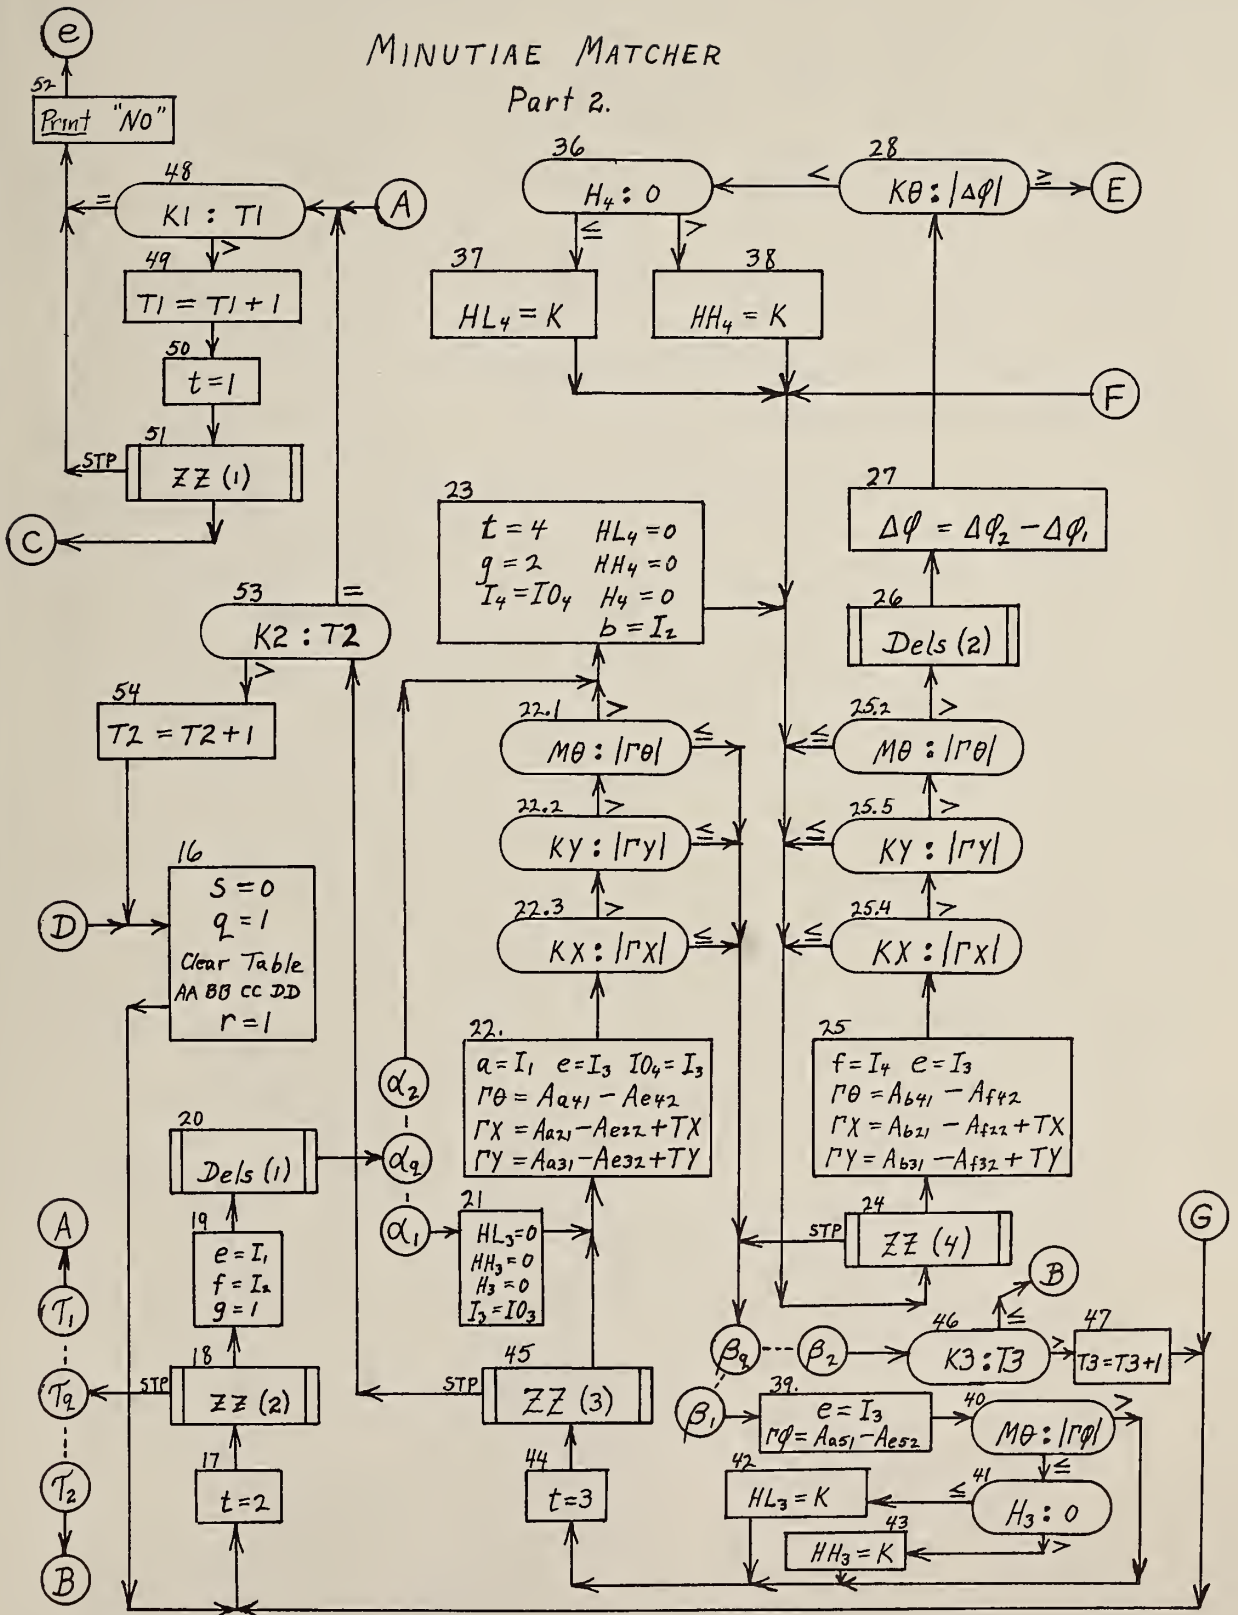 MINUTIAE MATCHER
Part 2.
e
52
Print "NO"
48
K1 : T1
=
>
A
49
T1 = T1 + 1
50
t = 1
51
ZZ (1)
STP
C
53
K2 : T2
=
>
54
T2 = T2 + 1
D
16
S = 0
q = 1
Clear Table
AA BB CC DD
r = 1
20
Dels (1)
19
e = I₁
f = I₂
g = 1
18
ZZ (2)
STP
17
t = 2
A
T₁
Tq
T₂
B
36
H₄ : 0
≤
>
37
HL₄ = K
38
HH₄ = K
28
Kθ : |Δφ|
<
≥
E
F
23
t = 4 HL₄ = 0
g = 2 HH₄ = 0
I₄ = IO₄ H₄ = 0
b = I₂
27
Δφ = Δφ₂ - Δφ₁
26
Dels (2)
22.1
Mθ : |rθ|
>
≤
22.2
KY : |rY|
>
≤
22.3
KX : |rX|
>
≤
25.2
Mθ : |rθ|
>
≤
25.5
KY : |rY|
>
≤
25.4
KX : |rX|
>
≤
22.
a = I₁ e = I₃ IO₄ = I₃
rθ = Aa41 - Ae42
rX = Aa21 - Ae22 + TX
rY = Aa31 - Ae32 + TY
25
f = I₄ e = I₃
rθ = Ab41 - Af42
rX = Ab21 - Af22 + TX
rY = Ab31 - Af32 + TY
α₂
αq
α₁
21
HL₃ = 0
HH₃ = 0
H₃ = 0
I₃ = IO₃
24
ZZ (4)
STP
G
B
βq
β₂
β₁
46
K3 : T3
≤
>
47
T3 = T3 + 1
45
ZZ (3)
STP
44
t = 3
39.
e = I₃
rφ = Aa51 - Ae52
40
Mθ : |rφ|
>
≤
41
H₃ : 0
≤
>
42
HL₃ = K
43
HH₃ = K